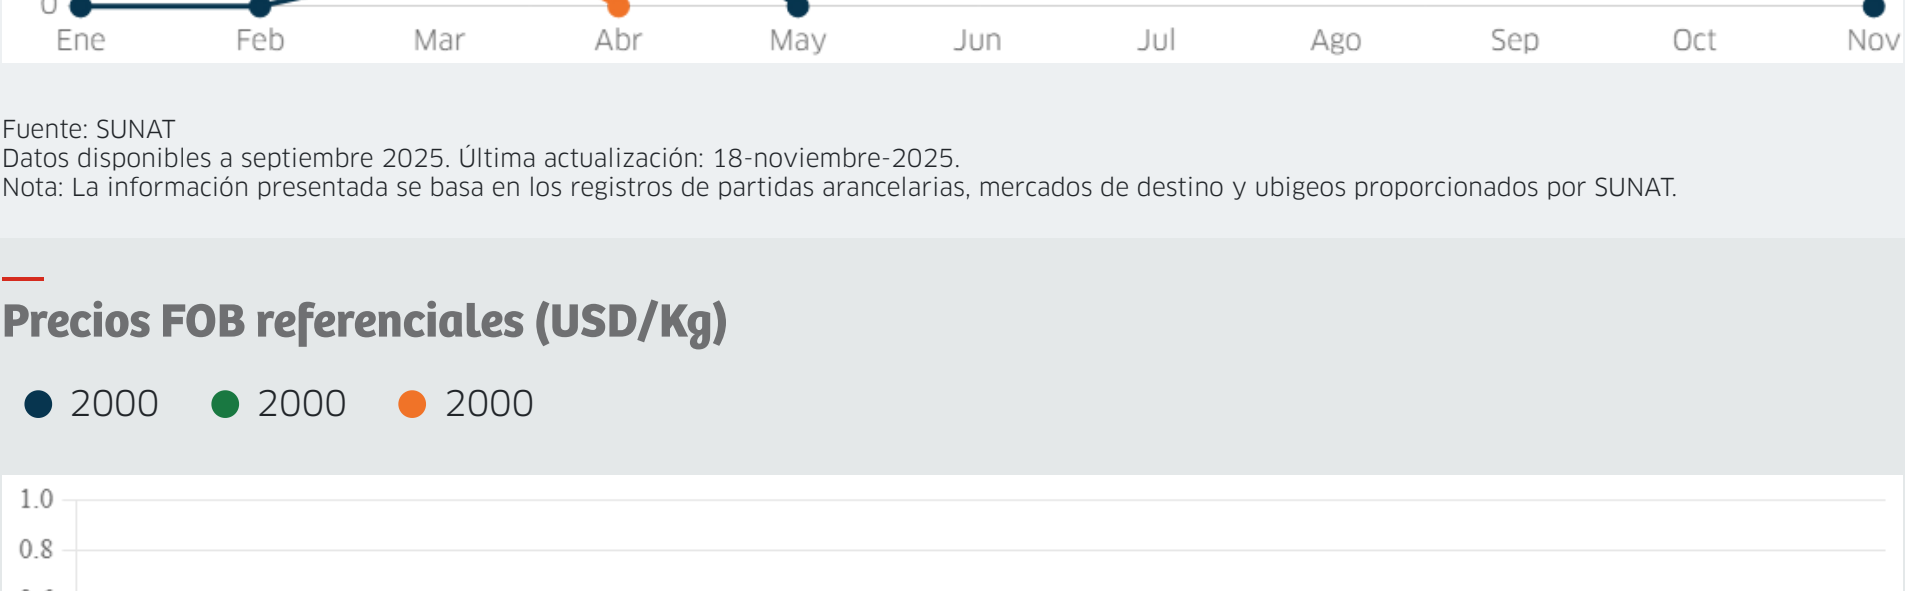 0
Ene Feb Mar Abr May Jun Jul Ago Sep Oct Nov
Fuente: SUNAT
Datos disponibles a septiembre 2025. Última actualización: 18-noviembre-2025.
Nota: La información presentada se basa en los registros de partidas arancelarias, mercados de destino y ubigeos proporcionados por SUNAT.
Precios FOB referenciales (USD/Kg)
2000 2000 2000
1.0
0.8